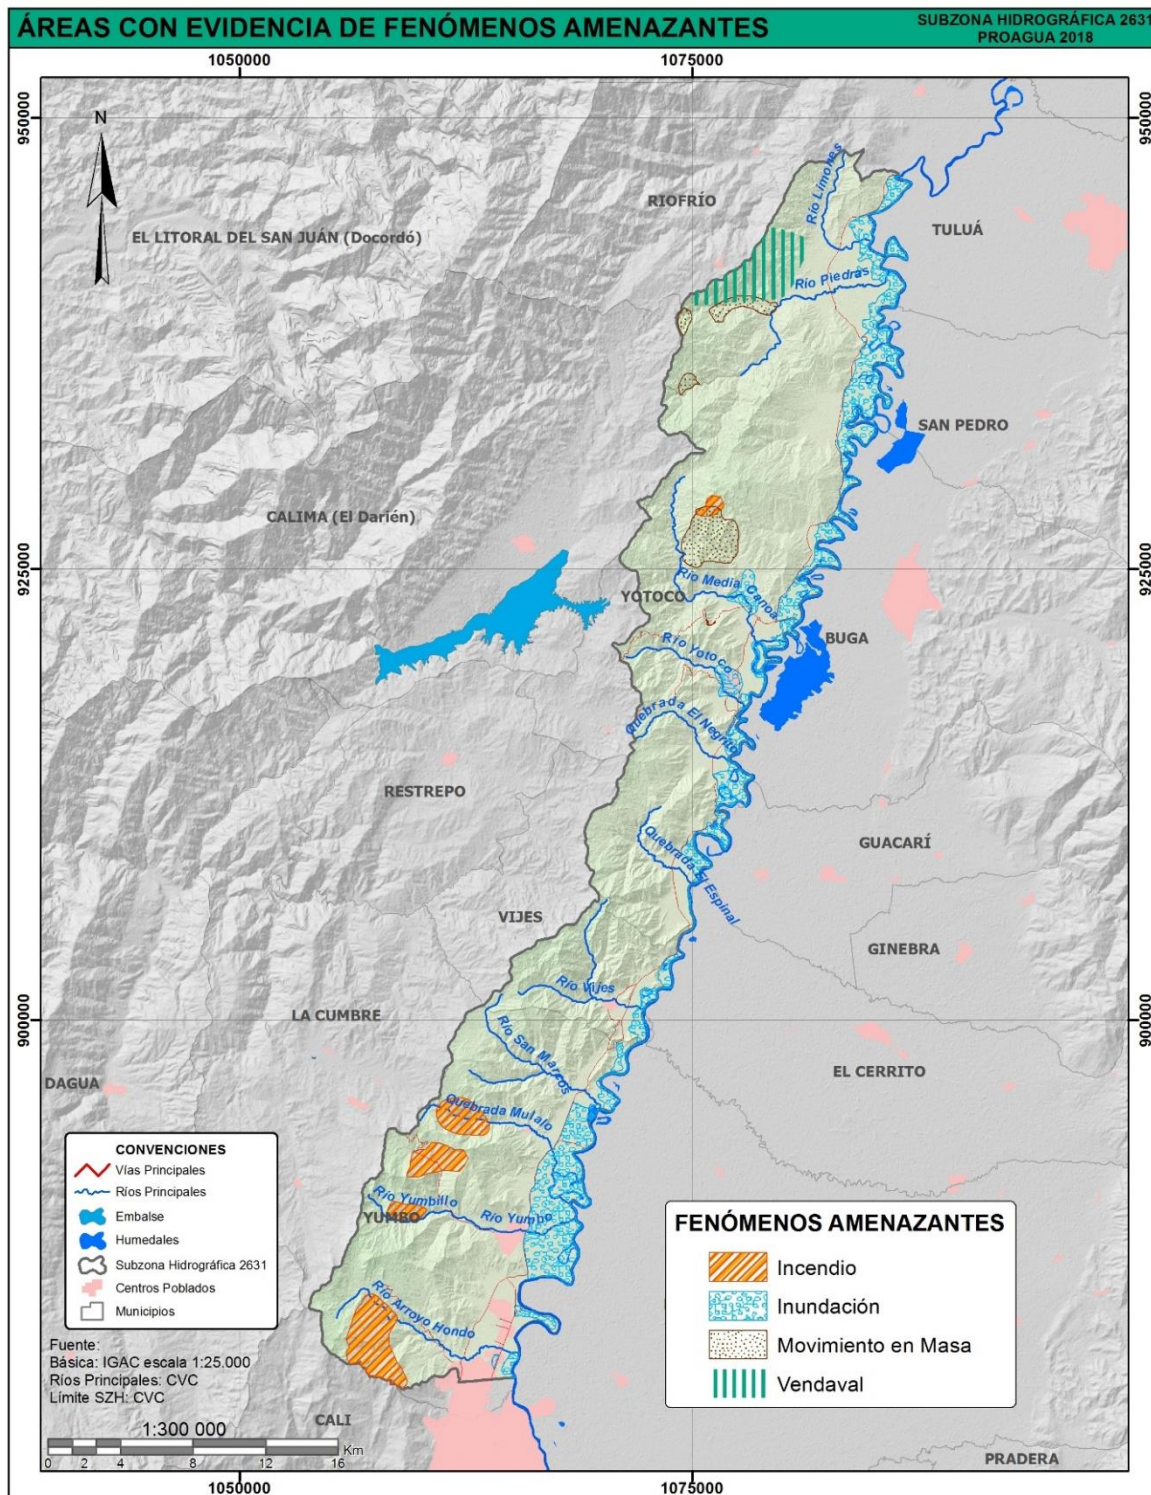 ÁREAS CON EVIDENCIA DE FENÓMENOS AMENAZANTES
SUBZONA HIDROGRÁFICA 2631
PROAGUA 2018
1050000
1075000
950000
950000
N
Río Limones
RIOFRÍO
TULUÁ
EL LITORAL DEL SAN JUÁN (Docordó)
Río Piedras
SAN PEDRO
CALIMA (El Darién)
925000
925000
Río Media Canoa
YOTOCO
BUGA
Río Yotoco
Quebrada El Negrito
RESTREPO
Quebrada El Espinal
GUACARÍ
VIJES
GINEBRA
Río Vijes
LA CUMBRE
900000
900000
Río San Marcos
EL CERRITO
DAGUA
Quebrada Mulalo
Río Yumbillo
Río Yumbo
YUMBO
Río Arroyo Hondo
CALI
PRADERA
CONVENCIONES
Vías Principales
Ríos Principales
Embalse
Humedales
Subzona Hidrográfica 2631
Centros Poblados
Municipios
Fuente:
Básica: IGAC escala 1:25.000
Ríos Principales: CVC
Límite SZH: CVC
1:300 000
Km
0 2 4 8 12 16
FENÓMENOS AMENAZANTES
Incendio
Inundación
Movimiento en Masa
Vendaval
1050000
1075000